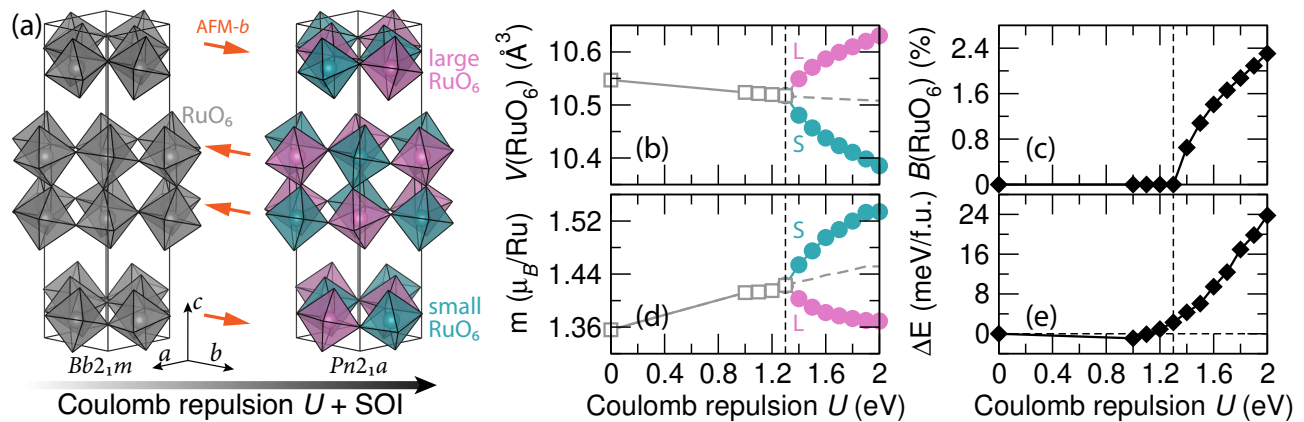 (a)
AFM-b
large
RuO₆
RuO₆
small
RuO₆
c
a
b
Bb2₁m
Pn2₁a
Coulomb repulsion U + SOI
V(RuO₆) (Å³)
10.6
10.5
10.4
L
S
(b)
m (μB/Ru)
1.52
1.44
1.36
S
L
(d)
0 0.4 0.8 1.2 1.6 2
Coulomb repulsion U (eV)
B(RuO₆) (%)
2.4
1.6
0.8
0
(c)
ΔE (meV/f.u.)
24
16
8
0
(e)
0 0.4 0.8 1.2 1.6 2
Coulomb repulsion U (eV)